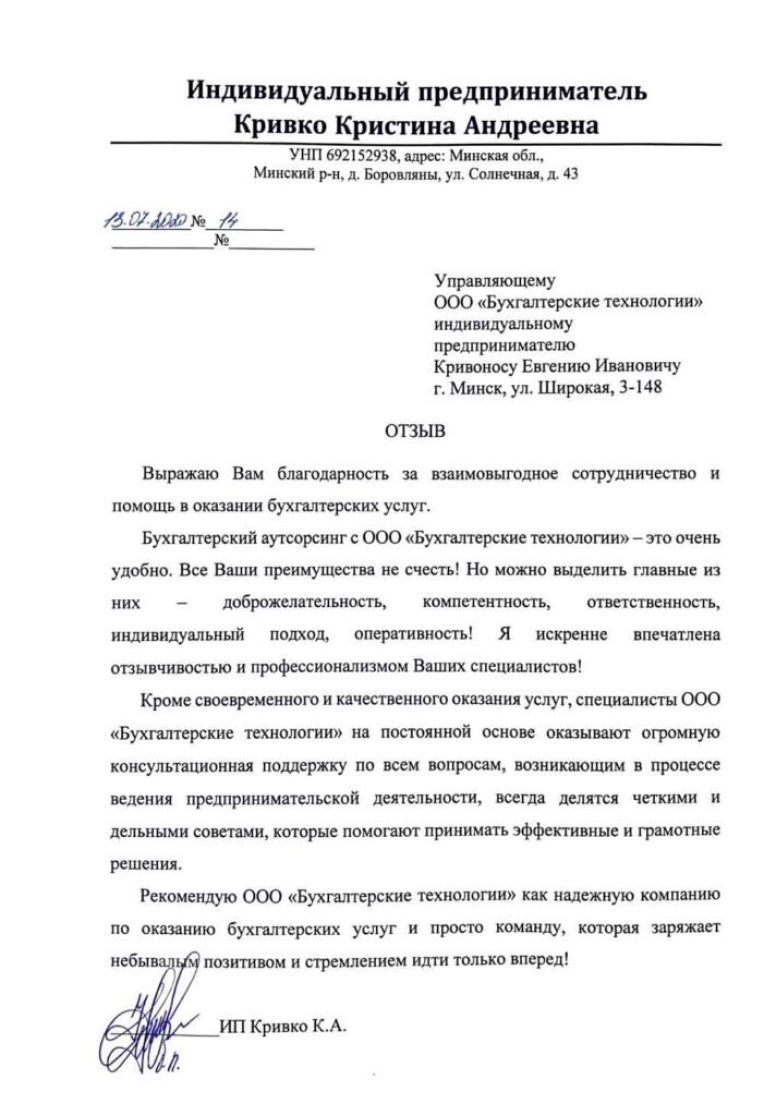 Индивидуальный предприниматель
Кривко Кристина Андреевна
УНП 692152938, адрес: Минская обл.,
Минский р-н, д. Боровляны, ул. Солнечная, д. 43
13.07.2020 № 14
№
Управляющему
ООО «Бухгалтерские технологии»
индивидуальному
предпринимателю
Кривоносу Евгению Ивановичу
г. Минск, ул. Широкая, 3-148
ОТЗЫВ
Выражаю Вам благодарность за взаимовыгодное сотрудничество и
помощь в оказании бухгалтерских услуг.
Бухгалтерский аутсорсинг с ООО «Бухгалтерские технологии» – это очень
удобно. Все Ваши преимущества не счесть! Но можно выделить главные из
них – доброжелательность, компетентность, ответственность,
индивидуальный подход, оперативность! Я искренне впечатлена
отзывчивостью и профессионализмом Ваших специалистов!
Кроме своевременного и качественного оказания услуг, специалисты ООО
«Бухгалтерские технологии» на постоянной основе оказывают огромную
консультационная поддержку по всем вопросам, возникающим в процессе
ведения предпринимательской деятельности, всегда делятся четкими и
дельными советами, которые помогают принимать эффективные и грамотные
решения.
Рекомендую ООО «Бухгалтерские технологии» как надежную компанию
по оказанию бухгалтерских услуг и просто команду, которая заряжает
небывалым позитивом и стремлением идти только вперед!
ИП Кривко К.А.
б.п.